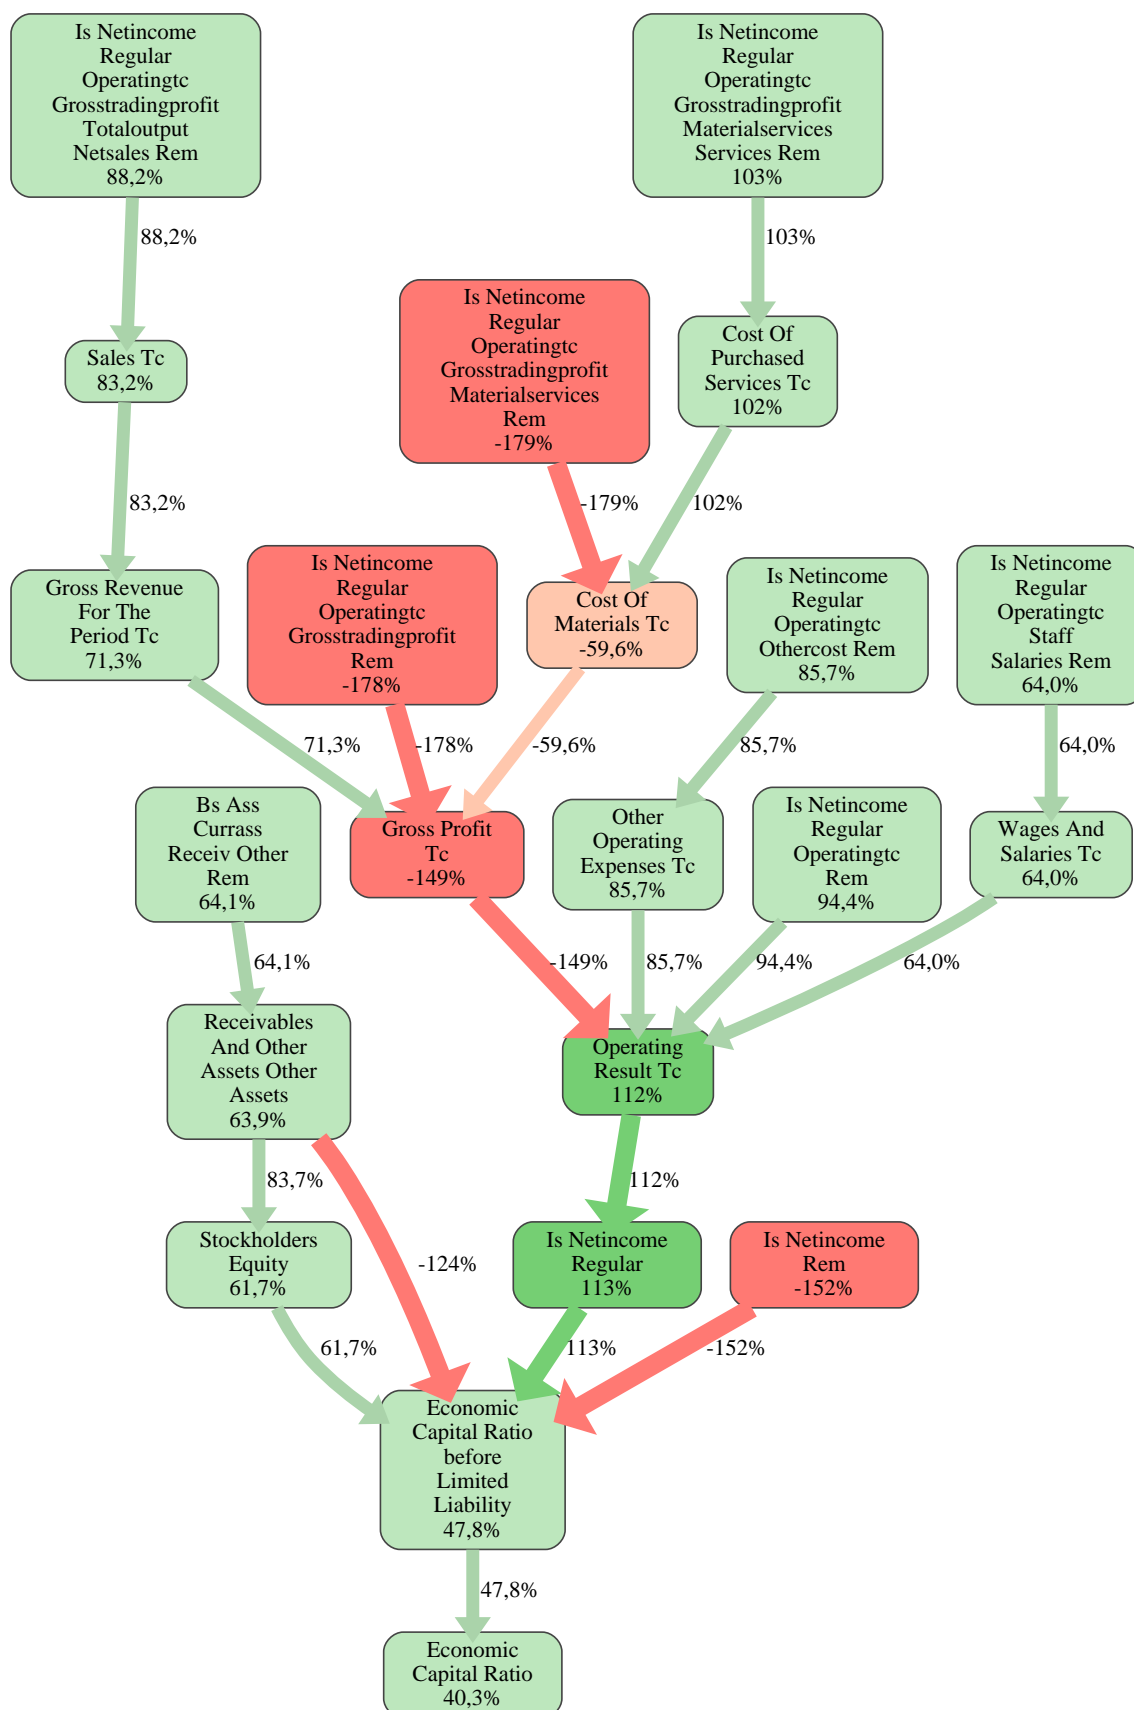 Is Netincome
Regular
Operatingtc
Grosstradingprofit
Totaloutput
Netsales Rem
88,2%
Is Netincome
Regular
Operatingtc
Grosstradingprofit
Materialservices
Services Rem
103%
88,2%
103%
Is Netincome
Regular
Operatingtc
Grosstradingprofit
Materialservices
Rem
-179%
Sales Tc
83,2%
Cost Of
Purchased
Services Tc
102%
83,2%
-179%
102%
Gross Revenue
For The
Period Tc
71,3%
Is Netincome
Regular
Operatingtc
Grosstradingprofit
Rem
-178%
Cost Of
Materials Tc
-59,6%
Is Netincome
Regular
Operatingtc
Othercost Rem
85,7%
Is Netincome
Regular
Operatingtc
Staff
Salaries Rem
64,0%
71,3%
-178%
-59,6%
85,7%
64,0%
Bs Ass
Currass
Receiv Other
Rem
64,1%
Gross Profit
Tc
-149%
Other
Operating
Expenses Tc
85,7%
Is Netincome
Regular
Operatingtc
Rem
94,4%
Wages And
Salaries Tc
64,0%
64,1%
-149%
85,7%
94,4%
64,0%
Receivables
And Other
Assets Other
Assets
63,9%
Operating
Result Tc
112%
83,7%
-124%
112%
Stockholders
Equity
61,7%
Is Netincome
Regular
113%
Is Netincome
Rem
-152%
61,7%
113%
-152%
Economic
Capital Ratio
before
Limited
Liability
47,8%
47,8%
Economic
Capital Ratio
40,3%